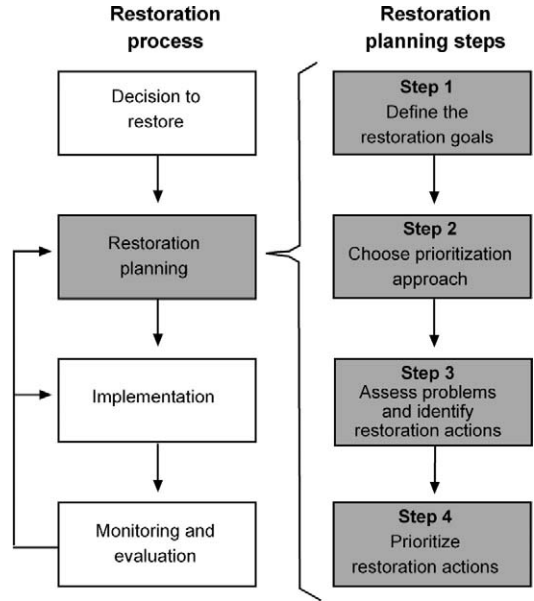 Restoration
process
Decision to
restore
Restoration
planning
Implementation
Monitoring and
evaluation
Restoration
planning steps
Step 1
Define the
restoration goals
Step 2
Choose prioritization
approach
Step 3
Assess problems
and identify
restoration actions
Step 4
Prioritize
restoration actions